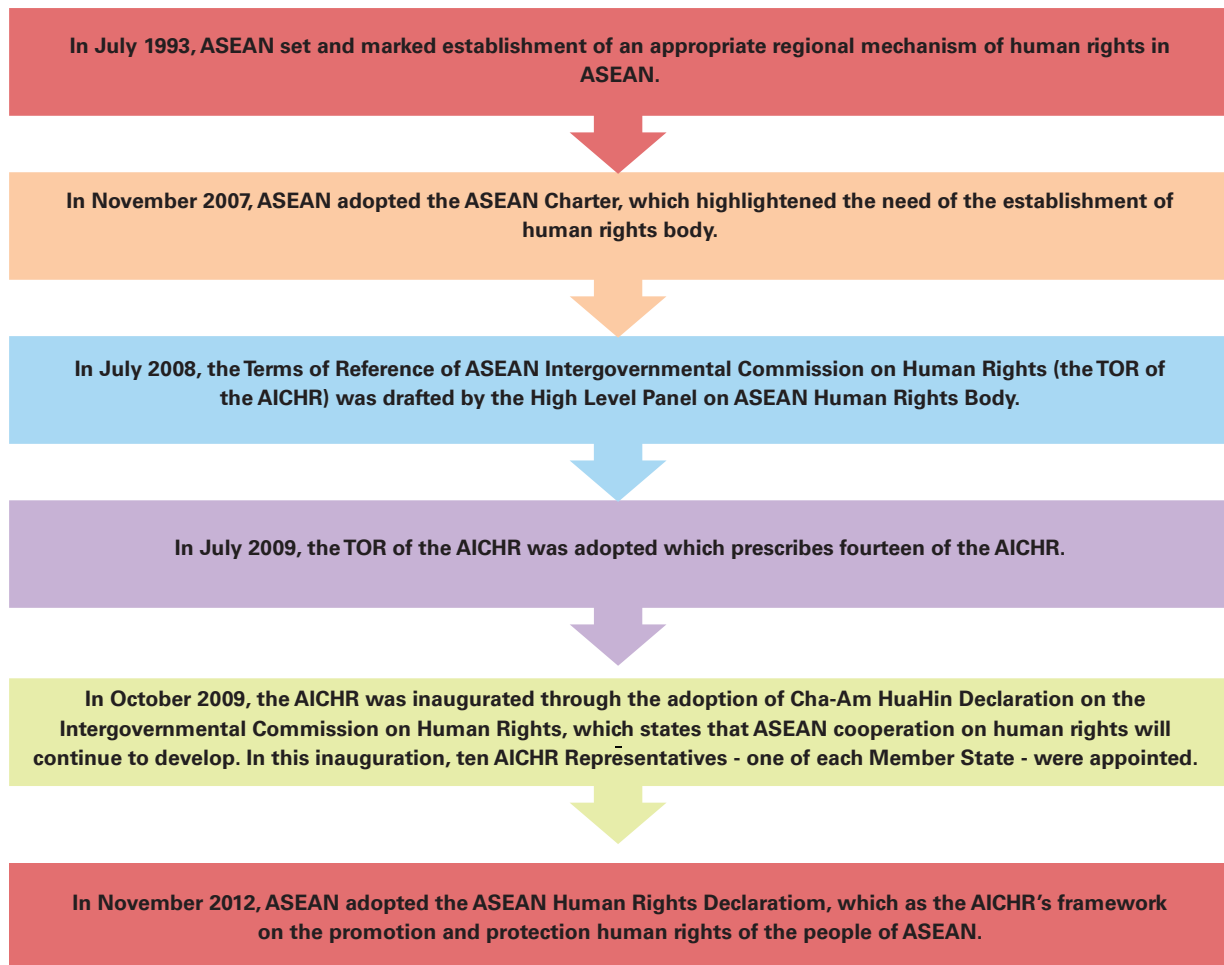 In July 1993, ASEAN set and marked establishment of an appropriate regional mechanism of human rights in
ASEAN.
In November 2007, ASEAN adopted the ASEAN Charter, which highlightened the need of the establishment of
human rights body.
In July 2008, the Terms of Reference of ASEAN Intergovernmental Commission on Human Rights (the TOR of
the AICHR) was drafted by the High Level Panel on ASEAN Human Rights Body.
In July 2009, the TOR of the AICHR was adopted which prescribes fourteen of the AICHR.
In October 2009, the AICHR was inaugurated through the adoption of Cha-Am HuaHin Declaration on the
Intergovernmental Commission on Human Rights, which states that ASEAN cooperation on human rights will
continue to develop. In this inauguration, ten AICHR Representatives - one of each Member State - were appointed.
In November 2012, ASEAN adopted the ASEAN Human Rights Declaratiom, which as the AICHR’s framework
on the promotion and protection human rights of the people of ASEAN.